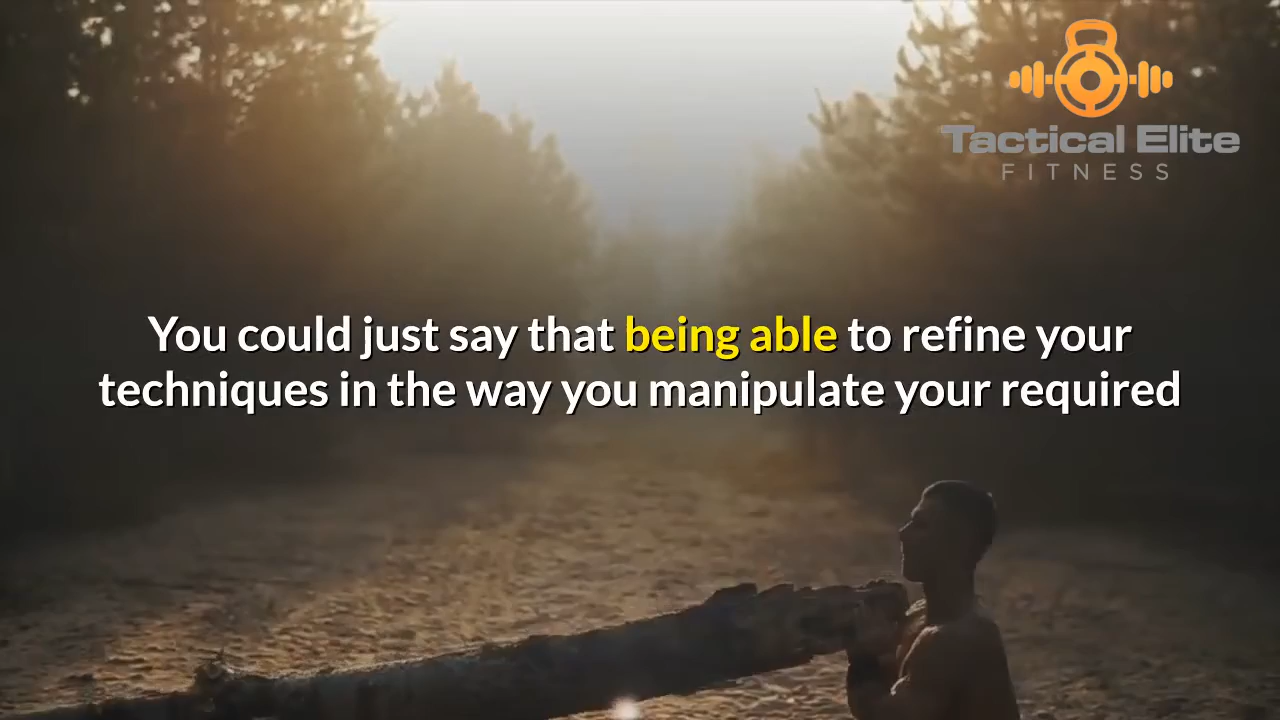 Tactical Elite
FITNESS
You could just say that being able to refine your
techniques in the way you manipulate your required